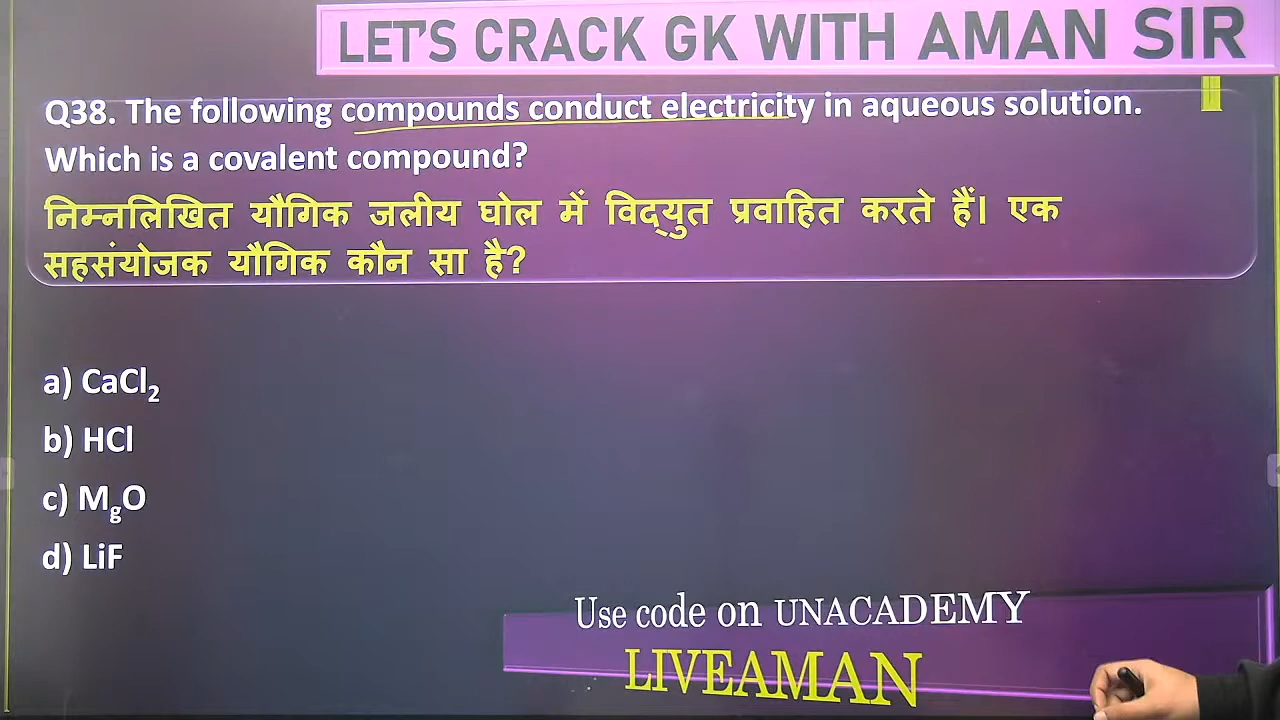 LET'S CRACK GK WITH AMAN SIR
Q38. The following compounds conduct electricity in aqueous solution.
Which is a covalent compound?
निम्नलिखित यौगिक जलीय घोल में विद्युत प्रवाहित करते हैं। एक
सहसंयोजक यौगिक कौन सा है?
a) CaCl₂
b) HCl
c) MgO
d) LiF
Use code on UNACADEMY
LIVEAMAN